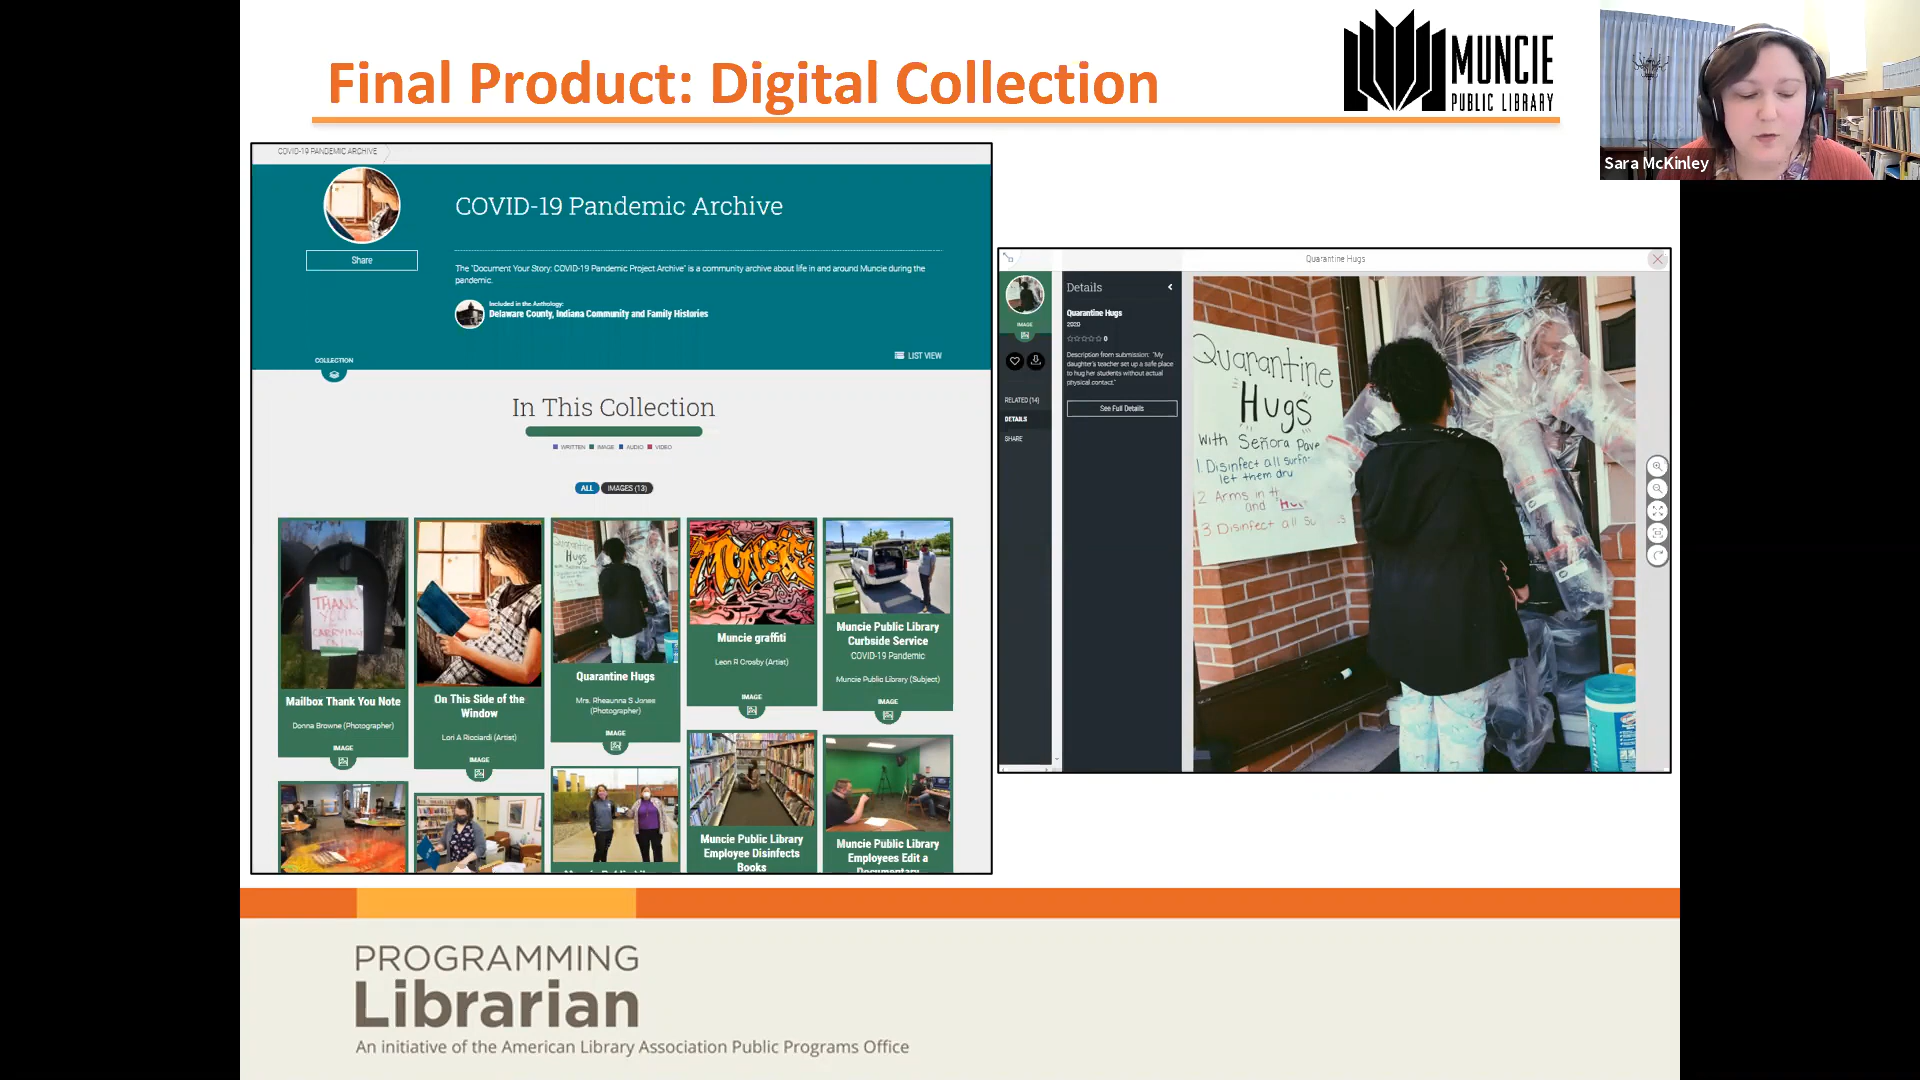 Final Product: Digital Collection
MUNCIE
PUBLIC LIBRARY
Sara McKinley
COVID-19 PANDEMIC ARCHIVE
COVID-19 Pandemic Archive
Share
The "Document Your Story: COVID-19 Pandemic Project Archive" is a community archive about life in and around Muncie during the
pandemic.
Included in the Anthology:
Delaware County, Indiana Community and Family Histories
LIST VIEW
COLLECTION
In This Collection
WRITTEN IMAGE AUDIO VIDEO
ALL IMAGES (13)
THANK
YOU
CARRYING
Mailbox Thank You Note
Donna Browne (Photographer)
IMAGE
On This Side of the
Window
Lori A Ricciardi (Artist)
IMAGE
Quarantine
Hugs
Quarantine Hugs
Mrs. Rheaunna S Jones
(Photographer)
IMAGE
MUNCIE
Muncie graffiti
Leon R Crosby (Artist)
IMAGE
Muncie Public Library
Curbside Service
COVID-19 Pandemic
Muncie Public Library (Subject)
IMAGE
Muncie Public Library
Employee Disinfects
Books
Muncie Public Library
Employees Edit a
Documentary
Quarantine Hugs
IMAGE
RELATED (14)
DETAILS
SHARE
Details
Quarantine Hugs
2020
0
Description from submission: "My
daughter's teacher set up a safe place
to hug her students without actual
physical contact."
See Full Details
Quarantine
Hugs
With Señora Pave
1. Disinfect all surfa
let them dry
2. Arms in
and Hu
3. Disinfect all Su s
PROGRAMMING
Librarian
An initiative of the American Library Association Public Programs Office